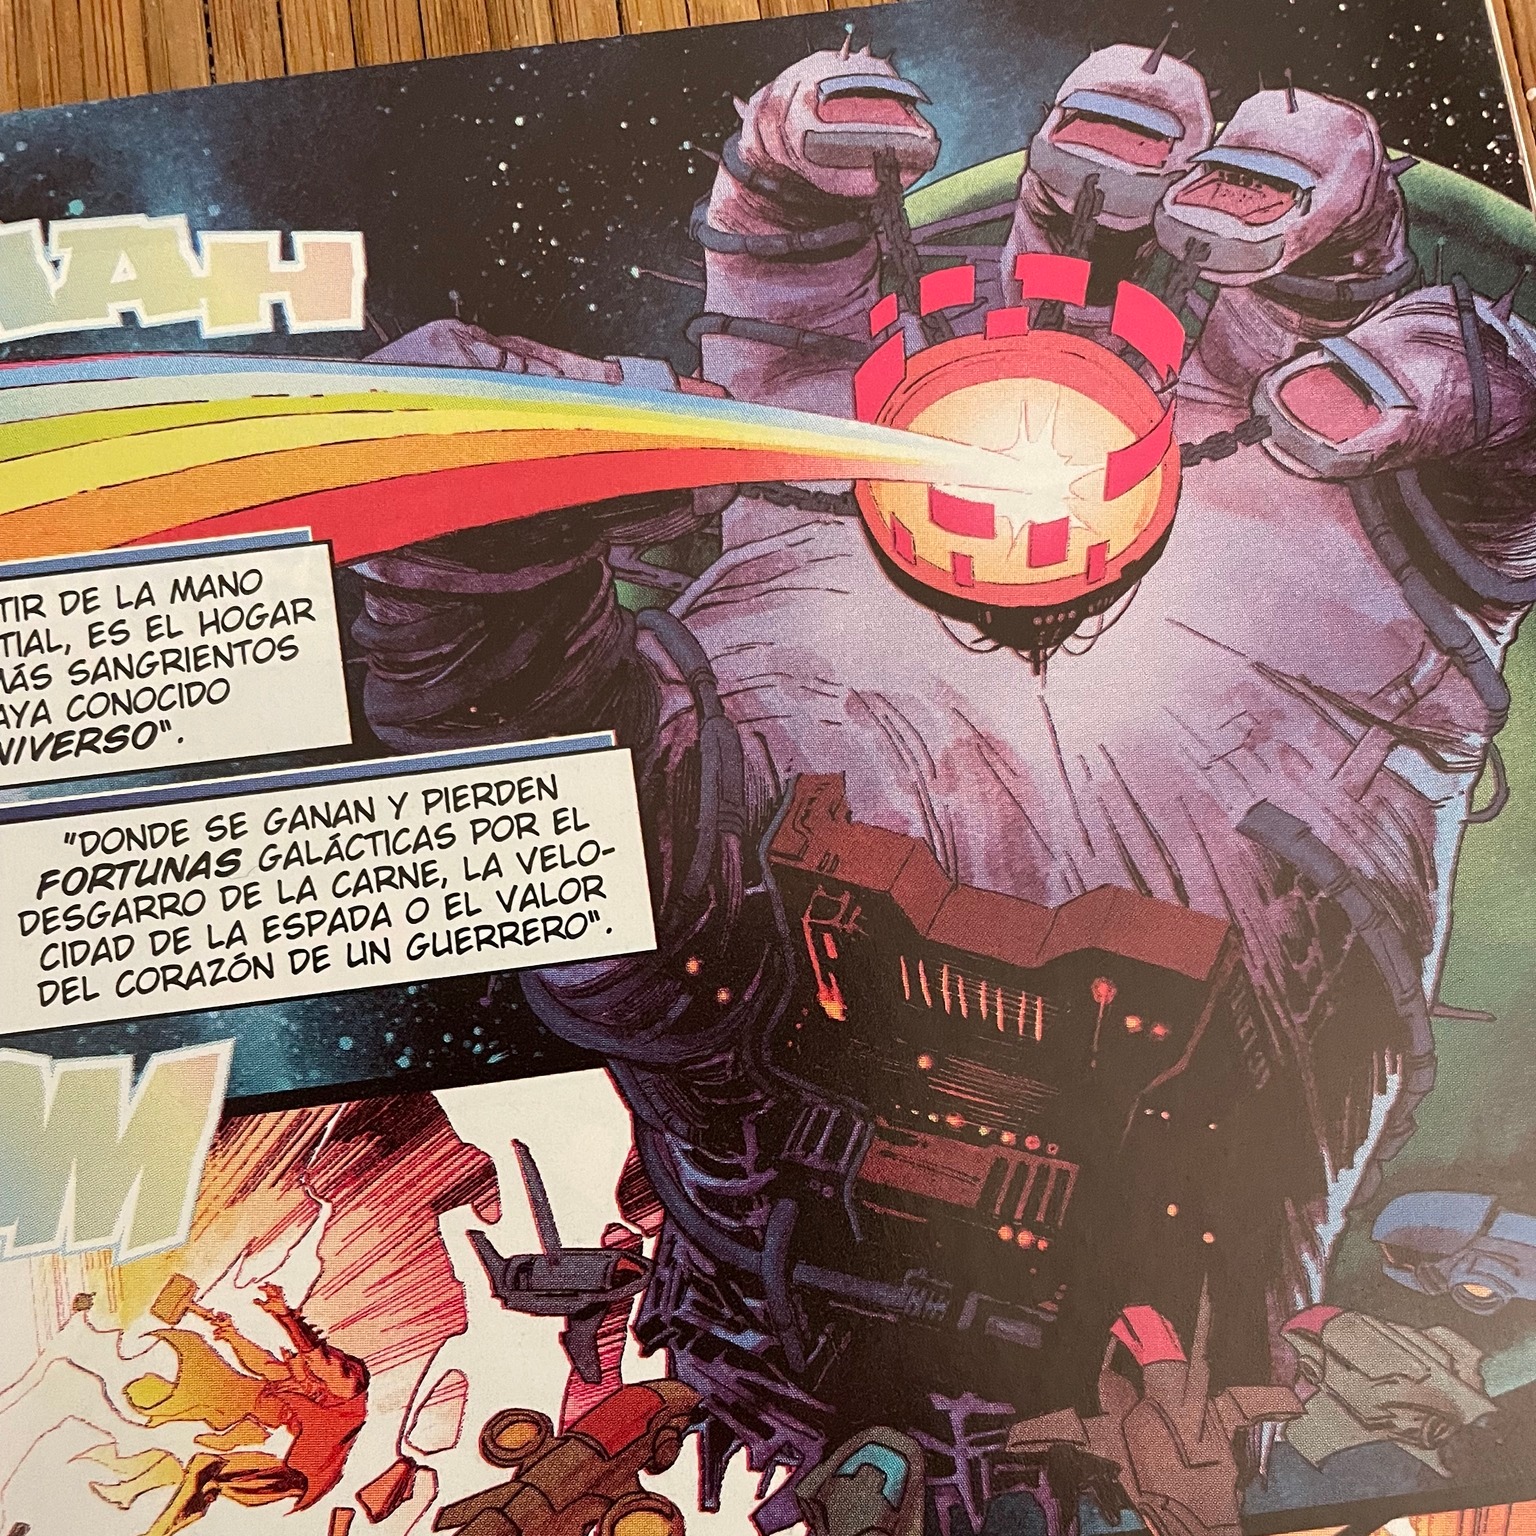 AAH
TIR DE LA MANO
TIAL, ES EL HOGAR
MÁS SANGRIENTOS
AYA CONOCIDO
NIVERSO".
"DONDE SE GANAN Y PIERDEN
FORTUNAS GALÁCTICAS POR EL
DESGARRO DE LA CARNE, LA VELO-
CIDAD DE LA ESPADA O EL VALOR
DEL CORAZÓN DE UN GUERRERO".
AM